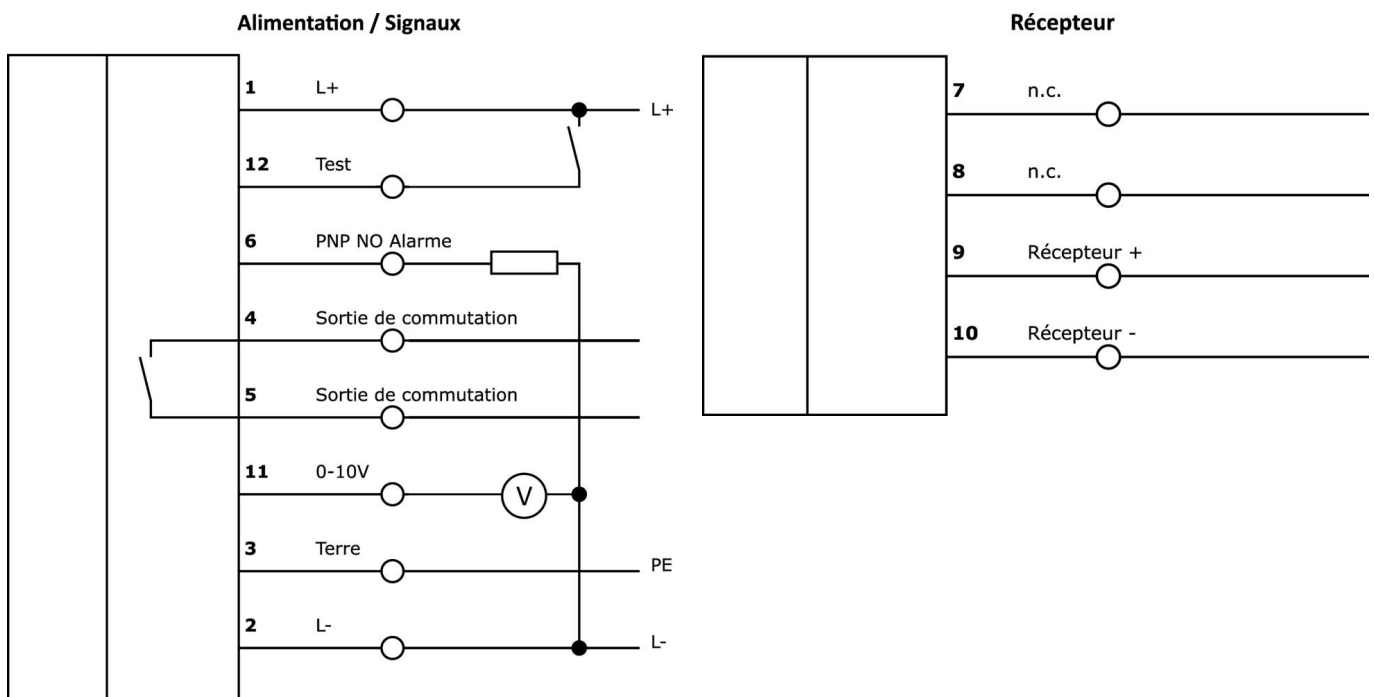 Alimentation / Signaux
1 L+
L+
12 Test
6 PNP NO Alarme
4 Sortie de commutation
5 Sortie de commutation
11 0-10V
V
3 Terre
PE
2 L-
L-
Récepteur
7 n.c.
8 n.c.
9 Récepteur +
10 Récepteur -